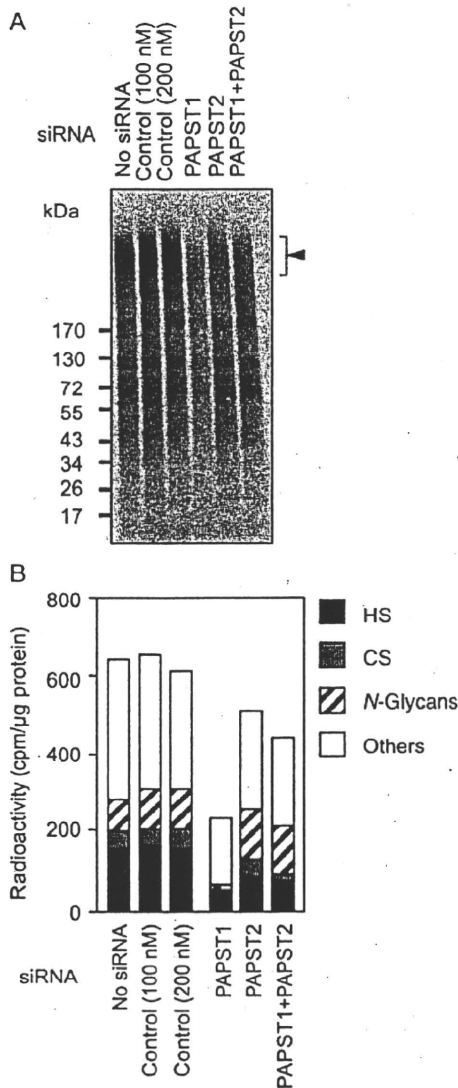 A
siRNA
No siRNA
Control (100 nM)
Control (200 nM)
PAPST1
PAPST2
PAPST1+PAPST2
kDa
170
130
72
55
43
34
26
17
B
800
600
400
200
0
Radioactivity (cpm/µg protein)
HS
CS
N-Glycans
Others
siRNA
No siRNA
Control (100 nM)
Control (200 nM)
PAPST1
PAPST2
PAPST1+PAPST2